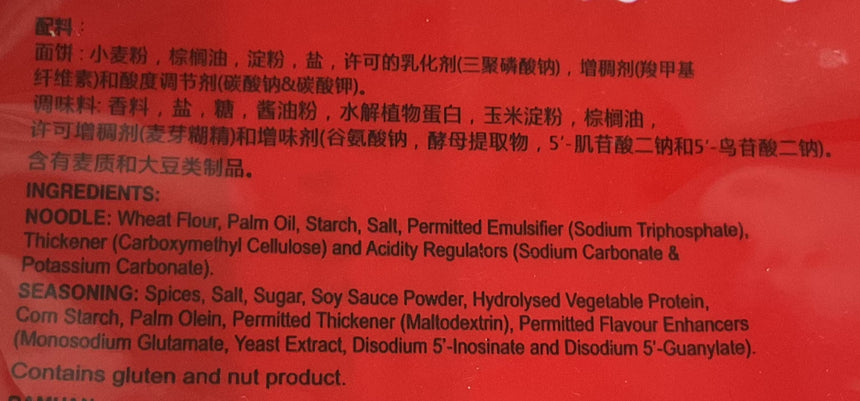 配料：
面饼：小麦粉，棕榈油，淀粉，盐，许可的乳化剂(三聚磷酸钠)，增稠剂(羧甲基
纤维素)和酸度调节剂(碳酸钠&碳酸钾)。
调味料: 香料，盐，糖，酱油粉，水解植物蛋白，玉米淀粉，棕榈油，
许可增稠剂(麦芽糊精)和增味剂(谷氨酸钠，酵母提取物，5'-肌苷酸二钠和5'-鸟苷酸二钠)。
含有麦质和大豆类制品。
INGREDIENTS:
NOODLE: Wheat Flour, Palm Oil, Starch, Salt, Permitted Emulsifier (Sodium Triphosphate),
Thickener (Carboxymethyl Cellulose) and Acidity Regulators (Sodium Carbonate &
Potassium Carbonate).
SEASONING: Spices, Salt, Sugar, Soy Sauce Powder, Hydrolysed Vegetable Protein,
Corn Starch, Palm Olein, Permitted Thickener (Maltodextrin), Permitted Flavour Enhancers
(Monosodium Glutamate, Yeast Extract, Disodium 5'-Inosinate and Disodium 5'-Guanylate).
Contains gluten and nut product.